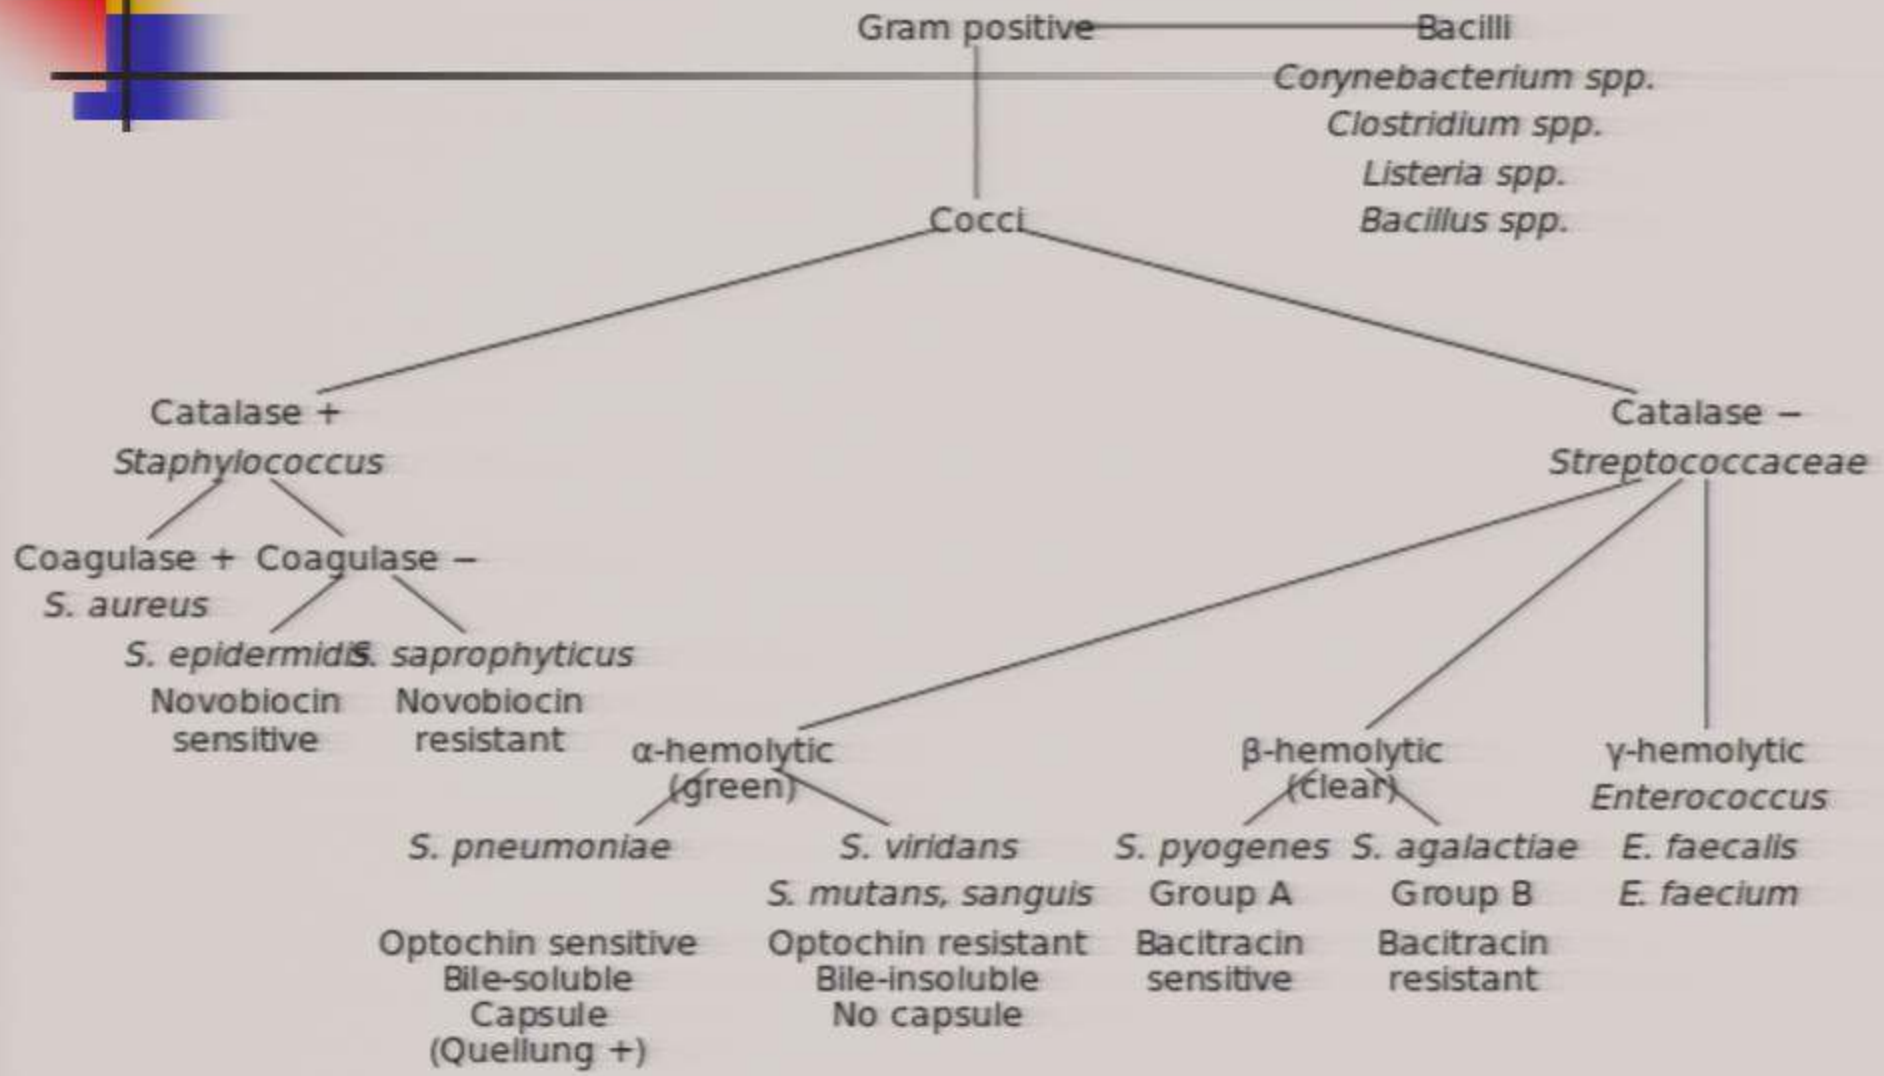 Gram positive
Bacilli
Corynebacterium spp.
Clostridium spp.
Listeria spp.
Bacillus spp.
Cocci
Catalase +
Staphylococcus
Catalase −
Streptococcaceae
Coagulase +
S. aureus
Coagulase −
S. epidermidis
Novobiocin
sensitive
S. saprophyticus
Novobiocin
resistant
α-hemolytic
(green)
S. pneumoniae
Optochin sensitive
Bile-soluble
Capsule
(Quellung +)
S. viridans
S. mutans, sanguis
Optochin resistant
Bile-insoluble
No capsule
β-hemolytic
(clear)
S. pyogenes
Group A
Bacitracin
sensitive
S. agalactiae
Group B
Bacitracin
resistant
γ-hemolytic
Enterococcus
E. faecalis
E. faecium